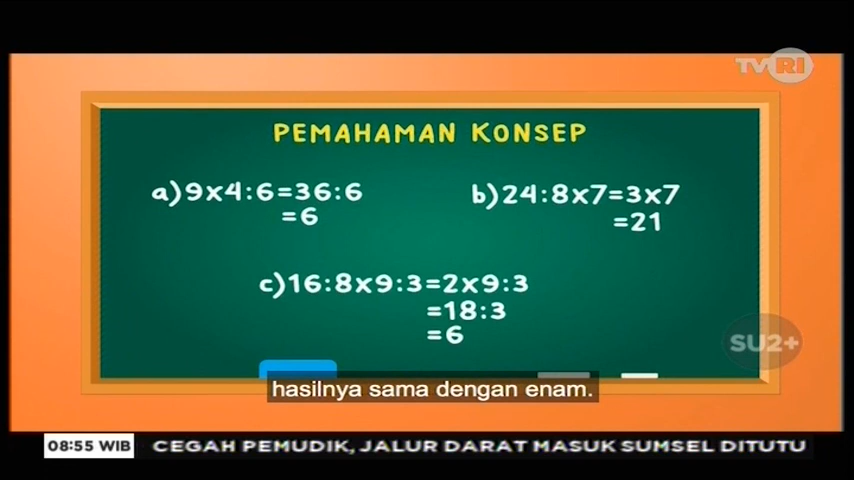 TVRI
PEMAHAMAN KONSEP
a)9x4:6=36:6
=6
b)24:8x7=3x7
=21
c)16:8x9:3=2x9:3
=18:3
=6
SU2+
hasilnya sama dengan enam.
08:55 WIB CEGAH PEMUDIK, JALUR DARAT MASUK SUMSEL DITUTU